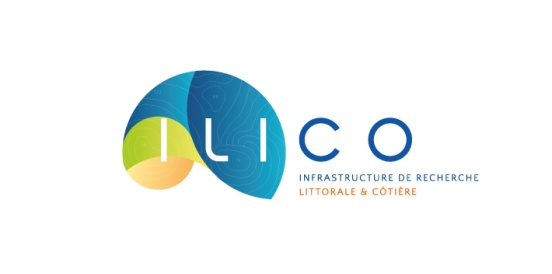 ILICO
INFRASTRUCTURE DE RECHERCHE
LITTORALE & CÔTIÈRE